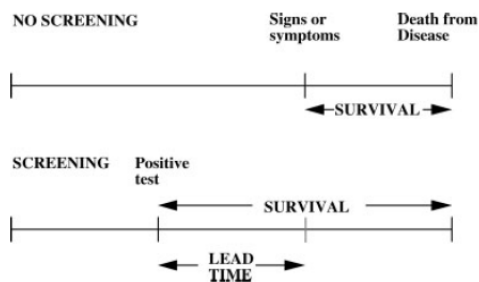 NO SCREENING
Signs or
symptoms
Death from
Disease
SURVIVAL
SCREENING
Positive
test
SURVIVAL
LEAD
TIME